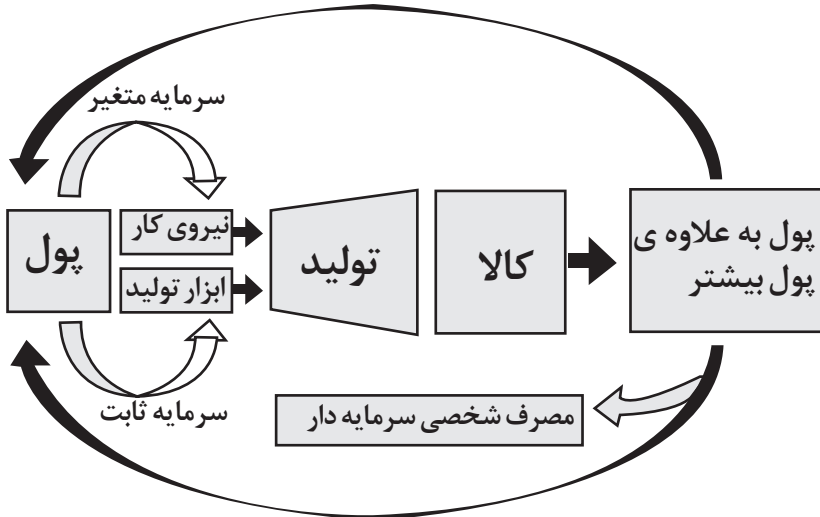 سرمایه متغیر
پول
نیروی کار
ابزار تولید
تولید
کالا
پول به علاوه ی
پول بیشتر
سرمایه ثابت
مصرف شخصی سرمایه دار